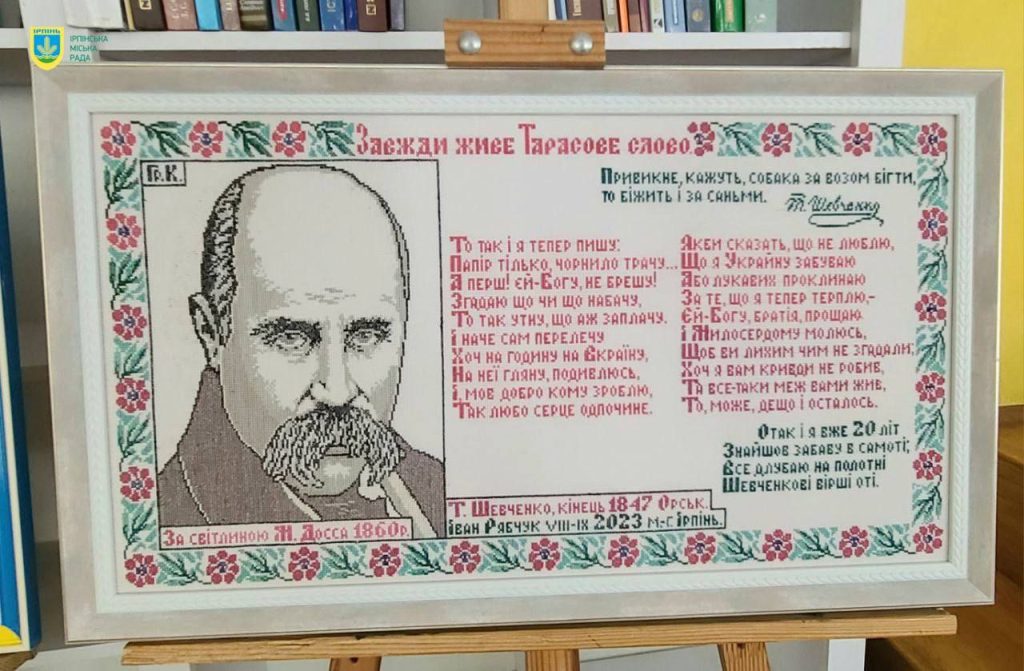 ІРПІНЬ
ІРПІНСЬКА
МІСЬКА
РАДА
Завжди живе Тарасове слово
Гр.К.
Привикне, кажуть, собака за возом бігти,
то біжить і за саньми.
Т. Шевченко
То так і я тепер пишу:
Папір тілько, чорнило трачу...
А перш! Єй-Богу, не брешу!
Згадаю що чи що набачу,
То так утну, що аж заплачу.
І наче сам перелечу
Хоч на годину на Вкраїну,
На неї гляну, подивлюсь,
І, мов добро кому зроблю,
Так любо серце одпочине.
Якби сказать, що не люблю,
Що я Украйну забуваю
Або лукавих проклинаю
За те, що я тепер терплю,-
Єй-Богу, братія, прощаю
І Милосердому молюсь,
Щоб ви лихим чим не згадали;
Хоч я вам кривди не робив,
Та все-таки меж вами жив,
То, може, дещо і осталось.
Отак і я вже 20 літ
Знайшов забаву в самоті;
Все длубаю на полотні
Шевченкові вірші оті.
Т. Шевченко, кінець 1847 Орськ.
Іван Рябчук VIII-IX 2023 м-с Ірпінь.
За світлиною М. Досса 1860р.